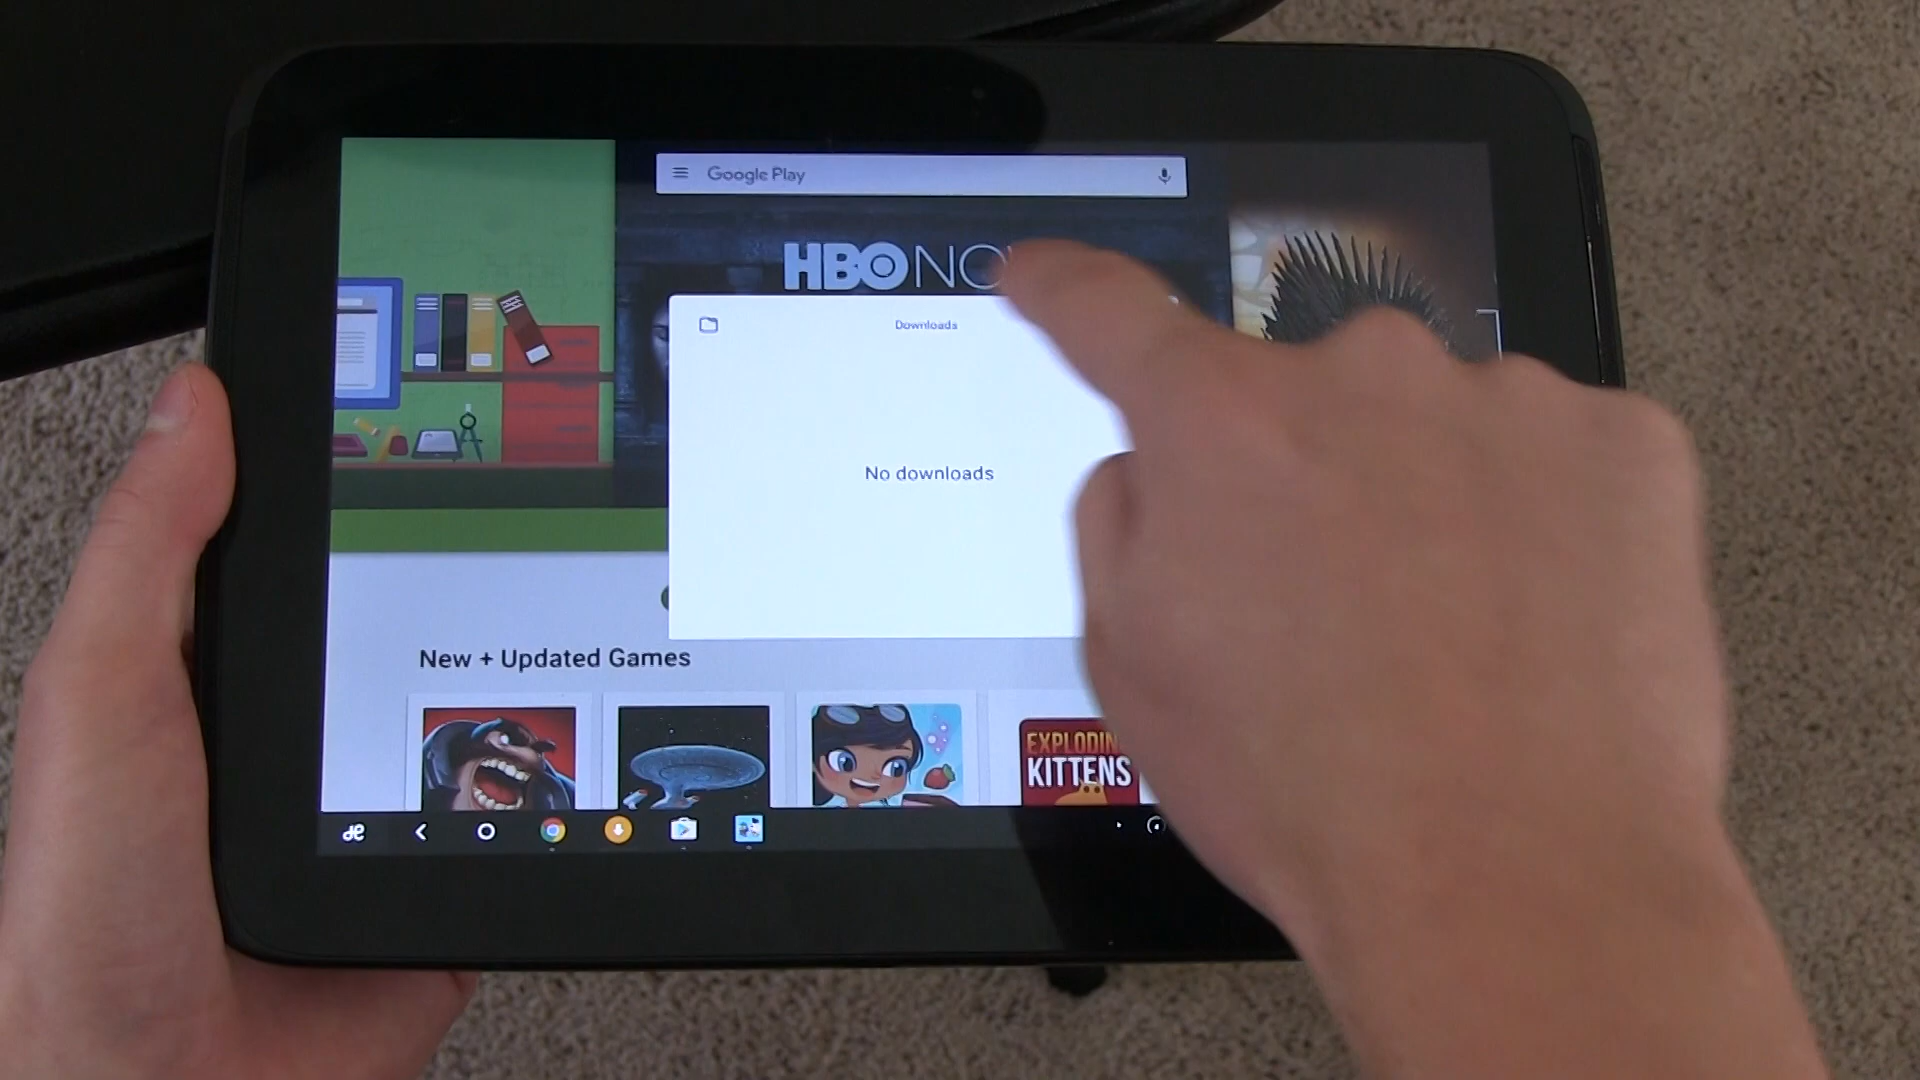 Google Play
HBO NO
Downloads
No downloads
New + Updated Games
EXPLODIN
KITTENS